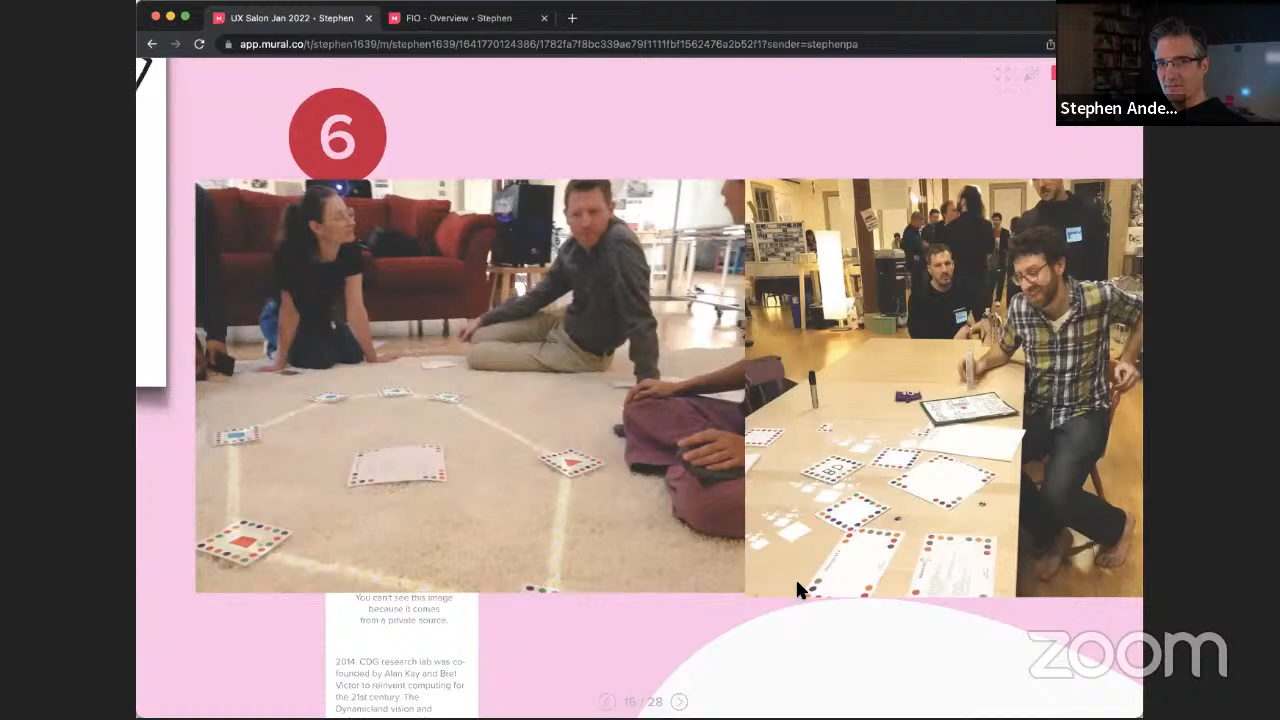 UX Salon Jan 2022 • Stephen
FIO - Overview • Stephen
app.mural.co/t/stephen1639/m/stephen1639/1641770124386/1782fa7f8bc339ae79f1111fbf1562476a2b52f1?sender=stephenpa
Stephen Ande...
6
BD
You can't see this image
because it comes
from a private source.
2014. CDG research lab was co-
founded by Alan Kay and Bret
Victor to reinvent computing for
the 21st century. The
Dynamicland vision and
16 / 28
zoom